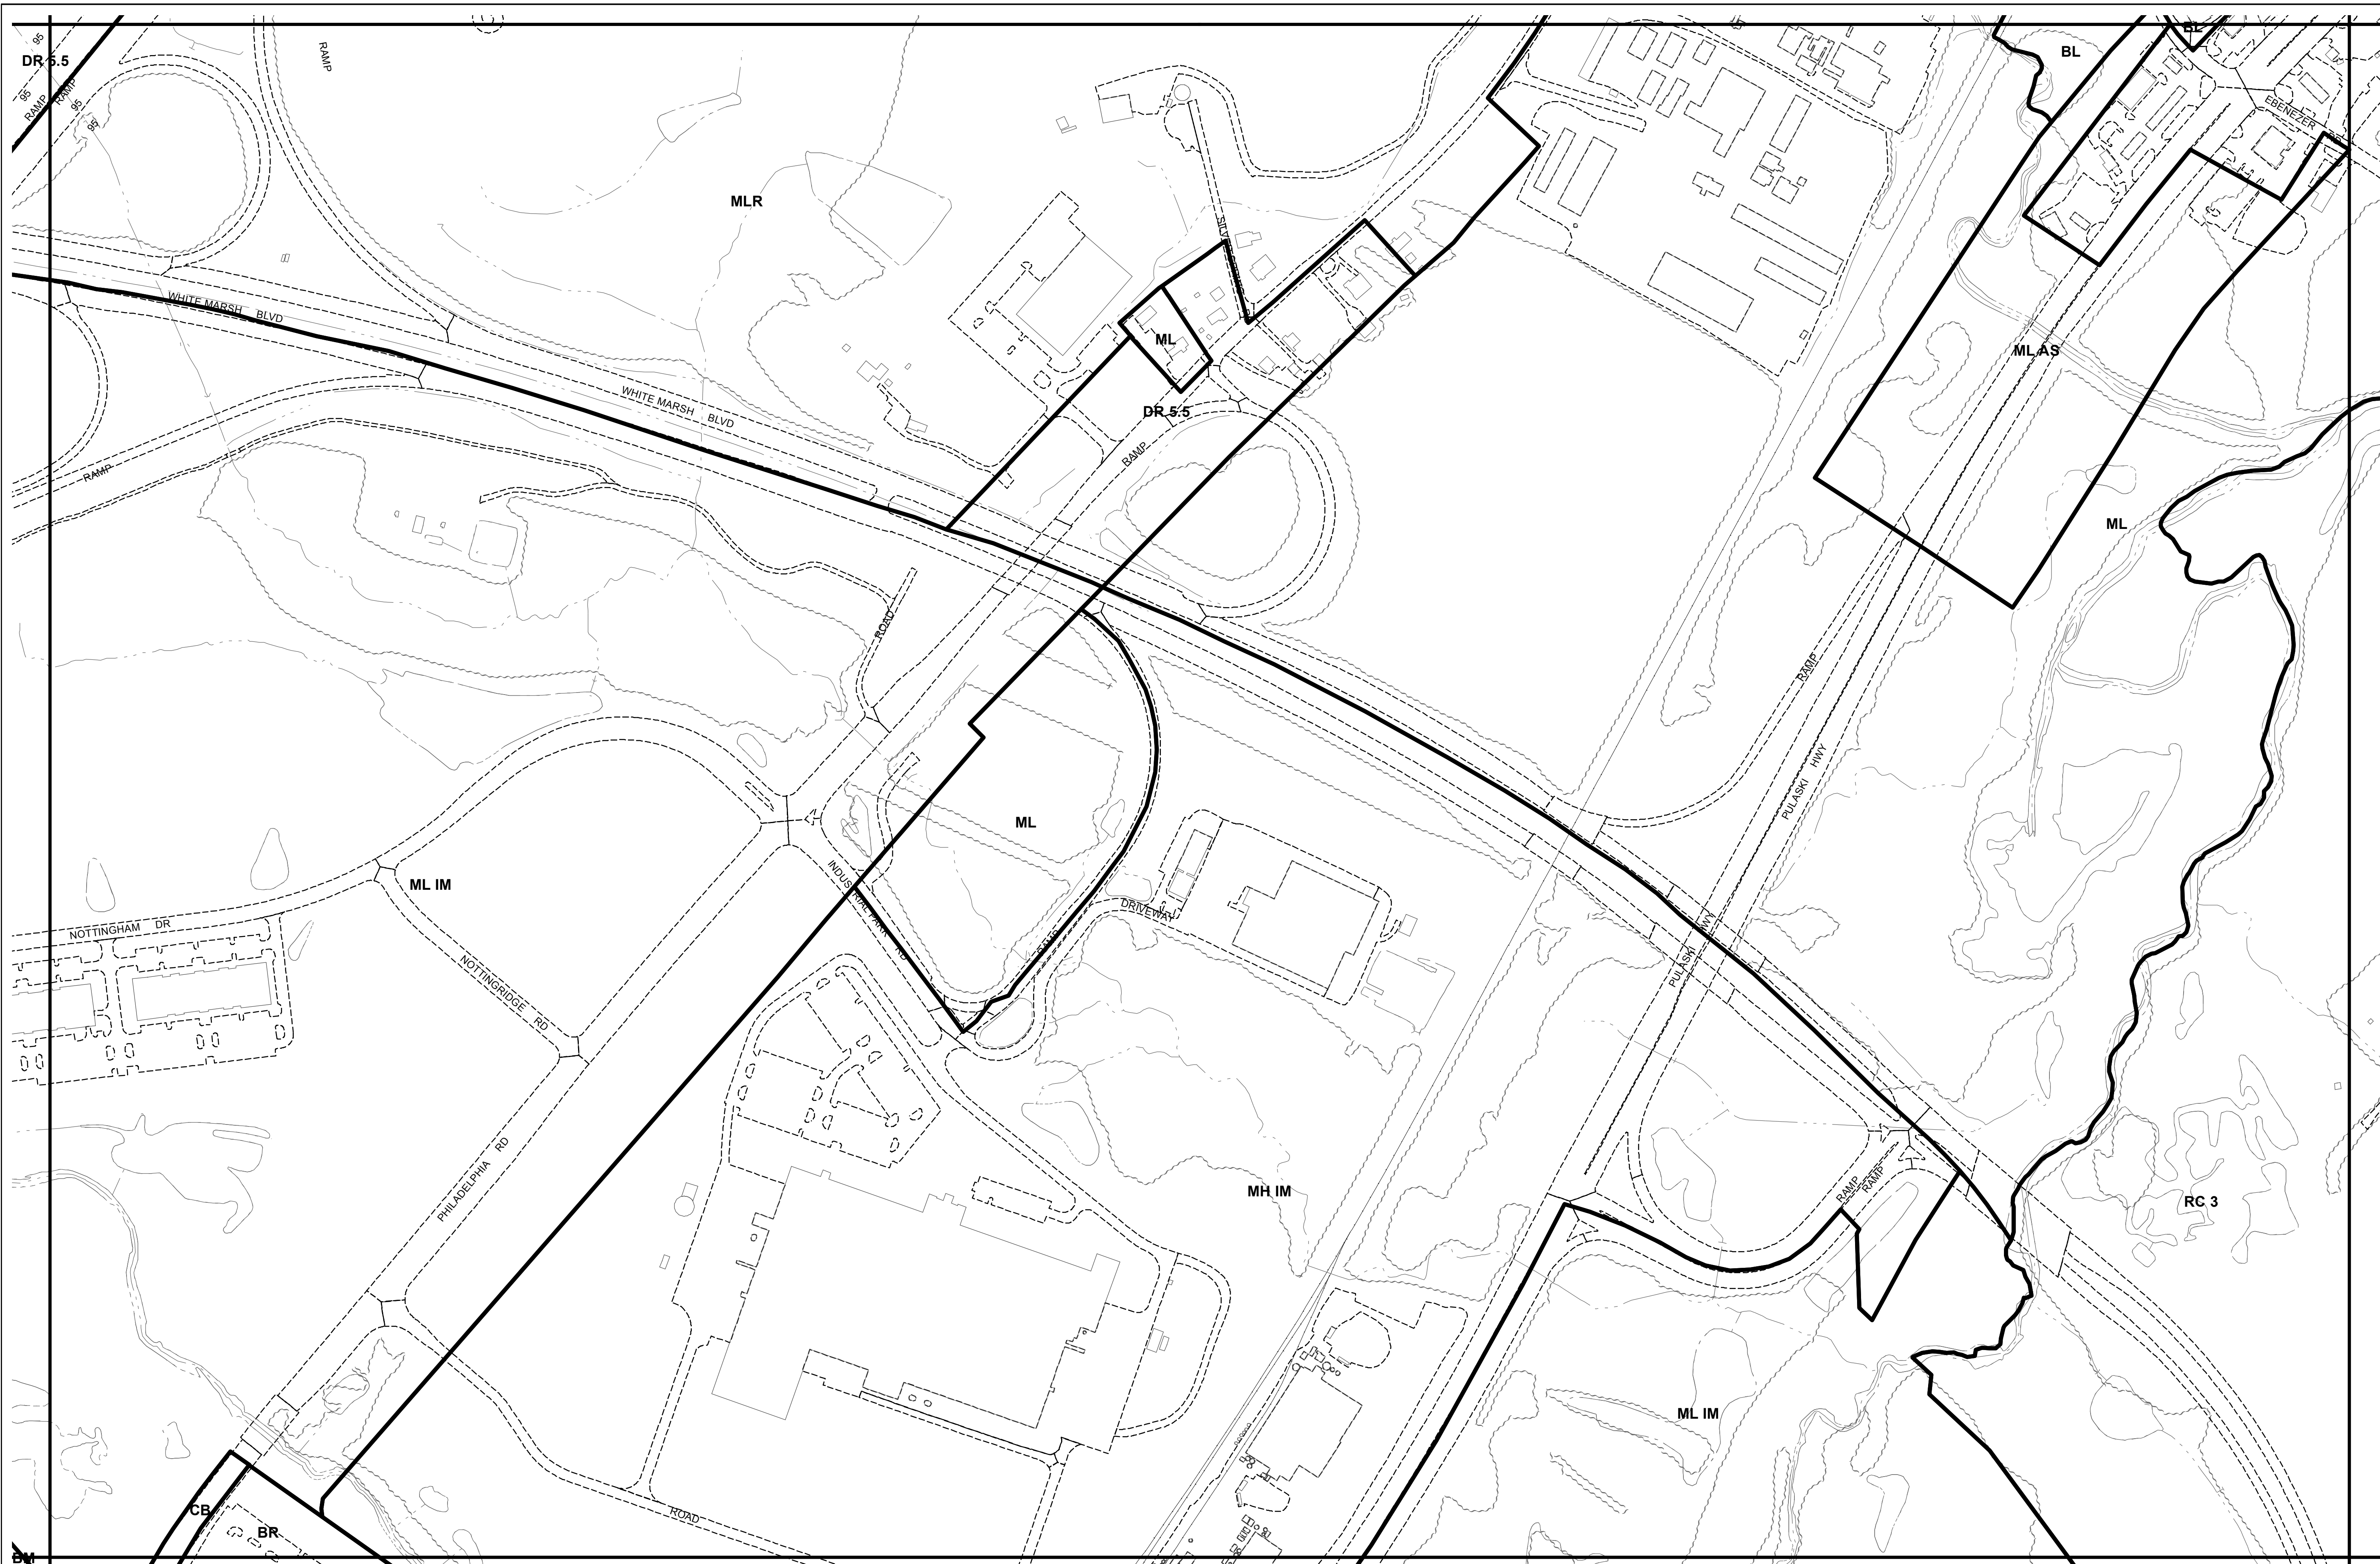 95
DR 5.5
95
RAMP
RAMP
95
95
RAMP
BL
BL
EBENEZER
MLR
WHITE MARSH BLVD
WHITE MARSH BLVD
ML
DR 5.5
RAMP
RAMP
ML AS
ML
ROAD
RAMP
PULASKI HWY
ML
ML IM
INDUSTRIAL PARK RD
DRIVEWAY
RAMP
NOTTINGHAM DR
NOTTINGRIDGE RD
PULASKI HWY
PHILADELPHIA RD
MH IM
RAMP
RAMP
RC 3
ML IM
CB
BR
ROAD
BM